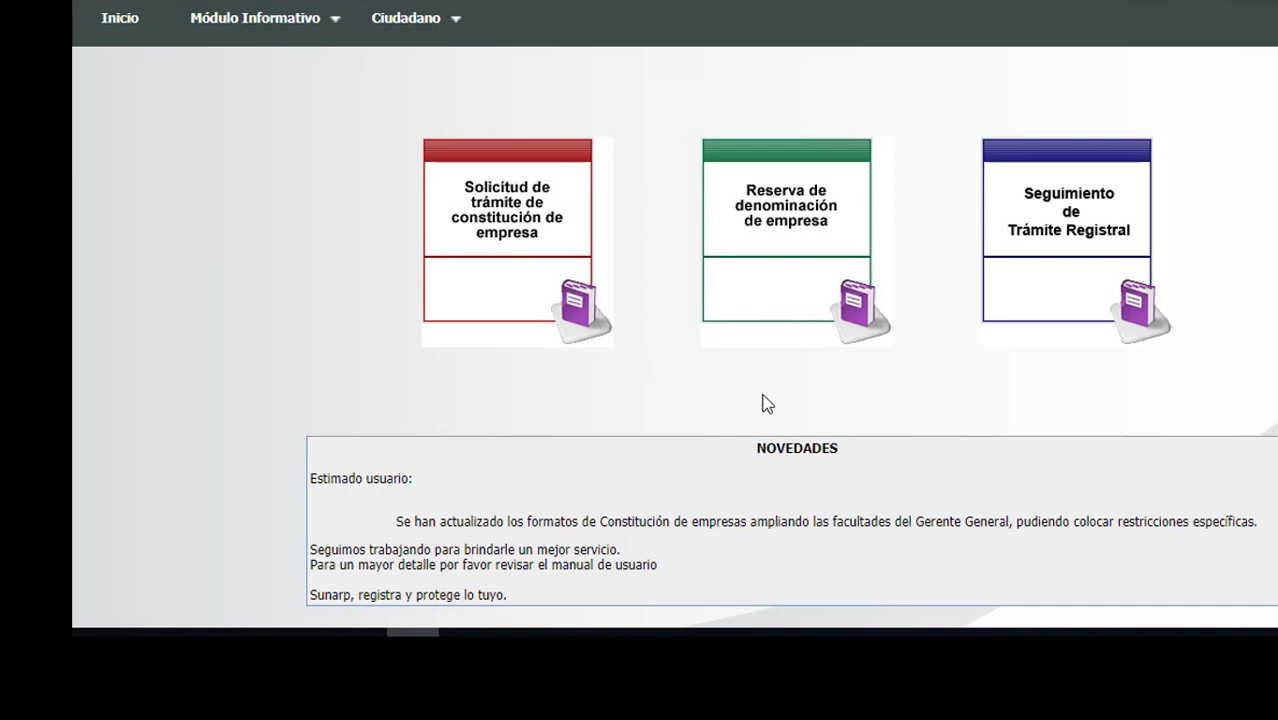 Inicio Módulo Informativo Ciudadano
Solicitud de
trámite de
constitución de
empresa
Reserva de
denominación
de empresa
Seguimiento
de
Trámite Registral
NOVEDADES
Estimado usuario:
Se han actualizado los formatos de Constitución de empresas ampliando las facultades del Gerente General, pudiendo colocar restricciones específicas.
Seguimos trabajando para brindarle un mejor servicio.
Para un mayor detalle por favor revisar el manual de usuario
Sunarp, registra y protege lo tuyo.